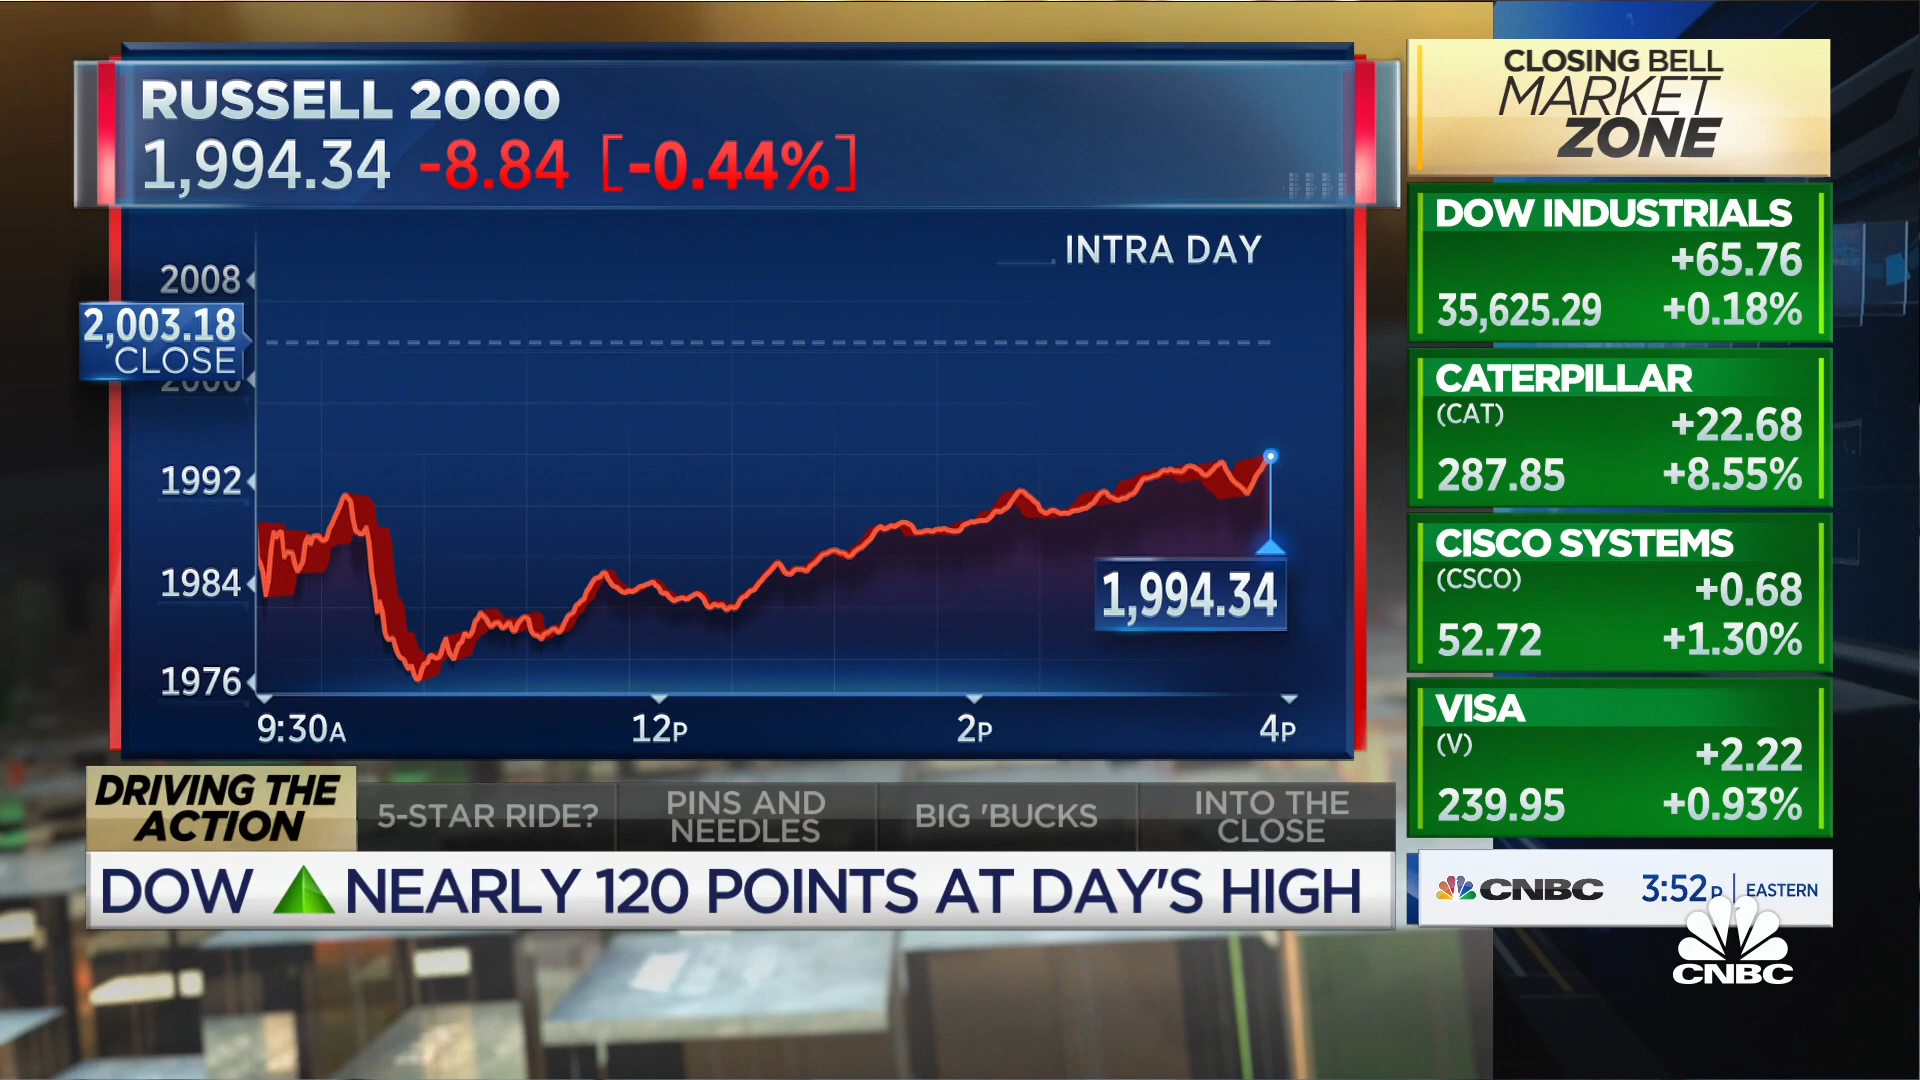 RUSSELL 2000
1,994.34 -8.84 [-0.44%]
INTRA DAY
2008
2,003.18
CLOSE
2000
1992
1984
1976
1,994.34
9:30A 12P 2P 4P
DRIVING THE
ACTION
5-STAR RIDE?
PINS AND
NEEDLES
BIG 'BUCKS
INTO THE
CLOSE
DOW NEARLY 120 POINTS AT DAY'S HIGH
CLOSING BELL
MARKET
ZONE
DOW INDUSTRIALS
+65.76
35,625.29 +0.18%
CATERPILLAR
(CAT) +22.68
287.85 +8.55%
CISCO SYSTEMS
(CSCO) +0.68
52.72 +1.30%
VISA
(V) +2.22
239.95 +0.93%
CNBC 3:52P EASTERN
CNBC